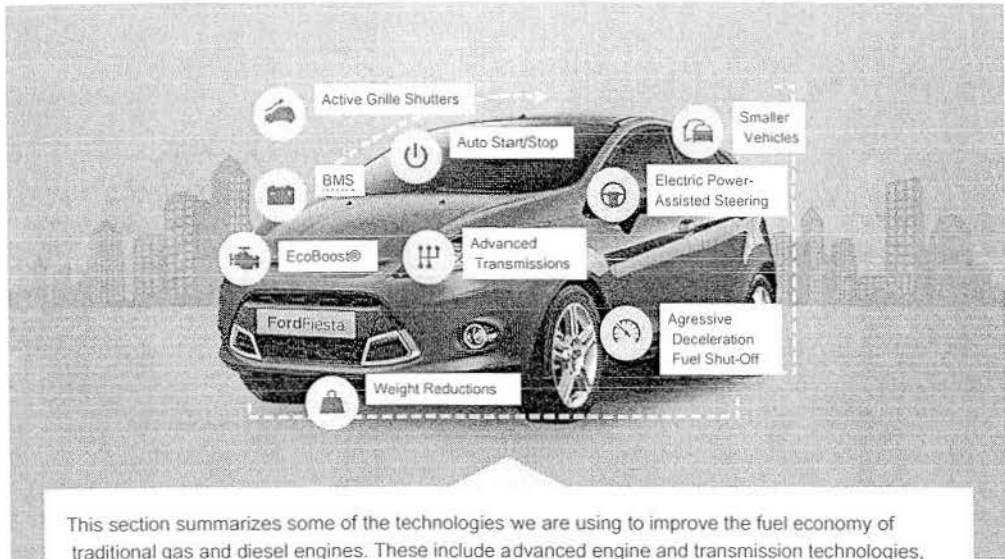 Active Grille Shutters
Smaller
Vehicles
Auto Start/Stop
BMS
Electric Power-
Assisted Steering
EcoBoost®
Advanced
Transmissions
FordFiesta
Agressive
Deceleration
Fuel Shut-Off
Weight Reductions
This section summarizes some of the technologies we are using to improve the fuel economy of
traditional gas and diesel engines. These include advanced engine and transmission technologies,